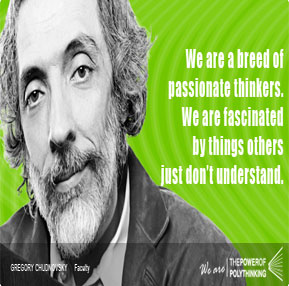 We are a breed of
passionate thinkers.
We are fascinated
by things others
just don't understand.
GREGORY CHUDNOVSKY Faculty
We are
THEPOWEROF
POLYTHINKING